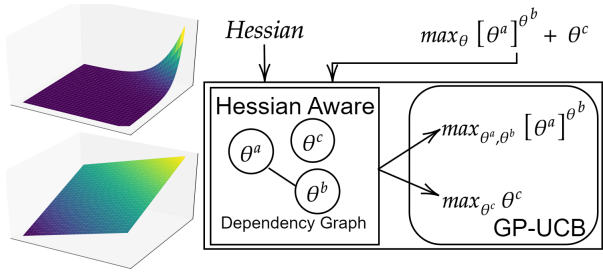 Hessian
max_θ [θ^a]^{θ^b} + θ^c
Hessian Aware
θ^a
θ^c
θ^b
Dependency Graph
max_{θ^a,θ^b} [θ^a]^{θ^b}
max_{θ^c} θ^c
GP-UCB